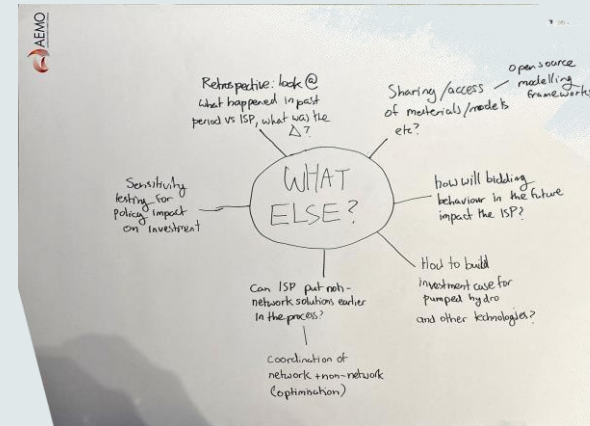 AEMO
Retrospective: look @
what happened in past
period vs ISP, what was the
Δ?
Sharing/access
of materials/models
etc?
open source
modelling
frameworks
WHAT
ELSE?
Sensitivity
testing for
policy impact
on investment
how will bidding
behaviour in the future
impact the ISP?
How to build
investment case for
pumped hydro
and other technologies?
Can ISP put non-
network solutions earlier
in the process?
Coordination of
network + non-network
(optimisation)